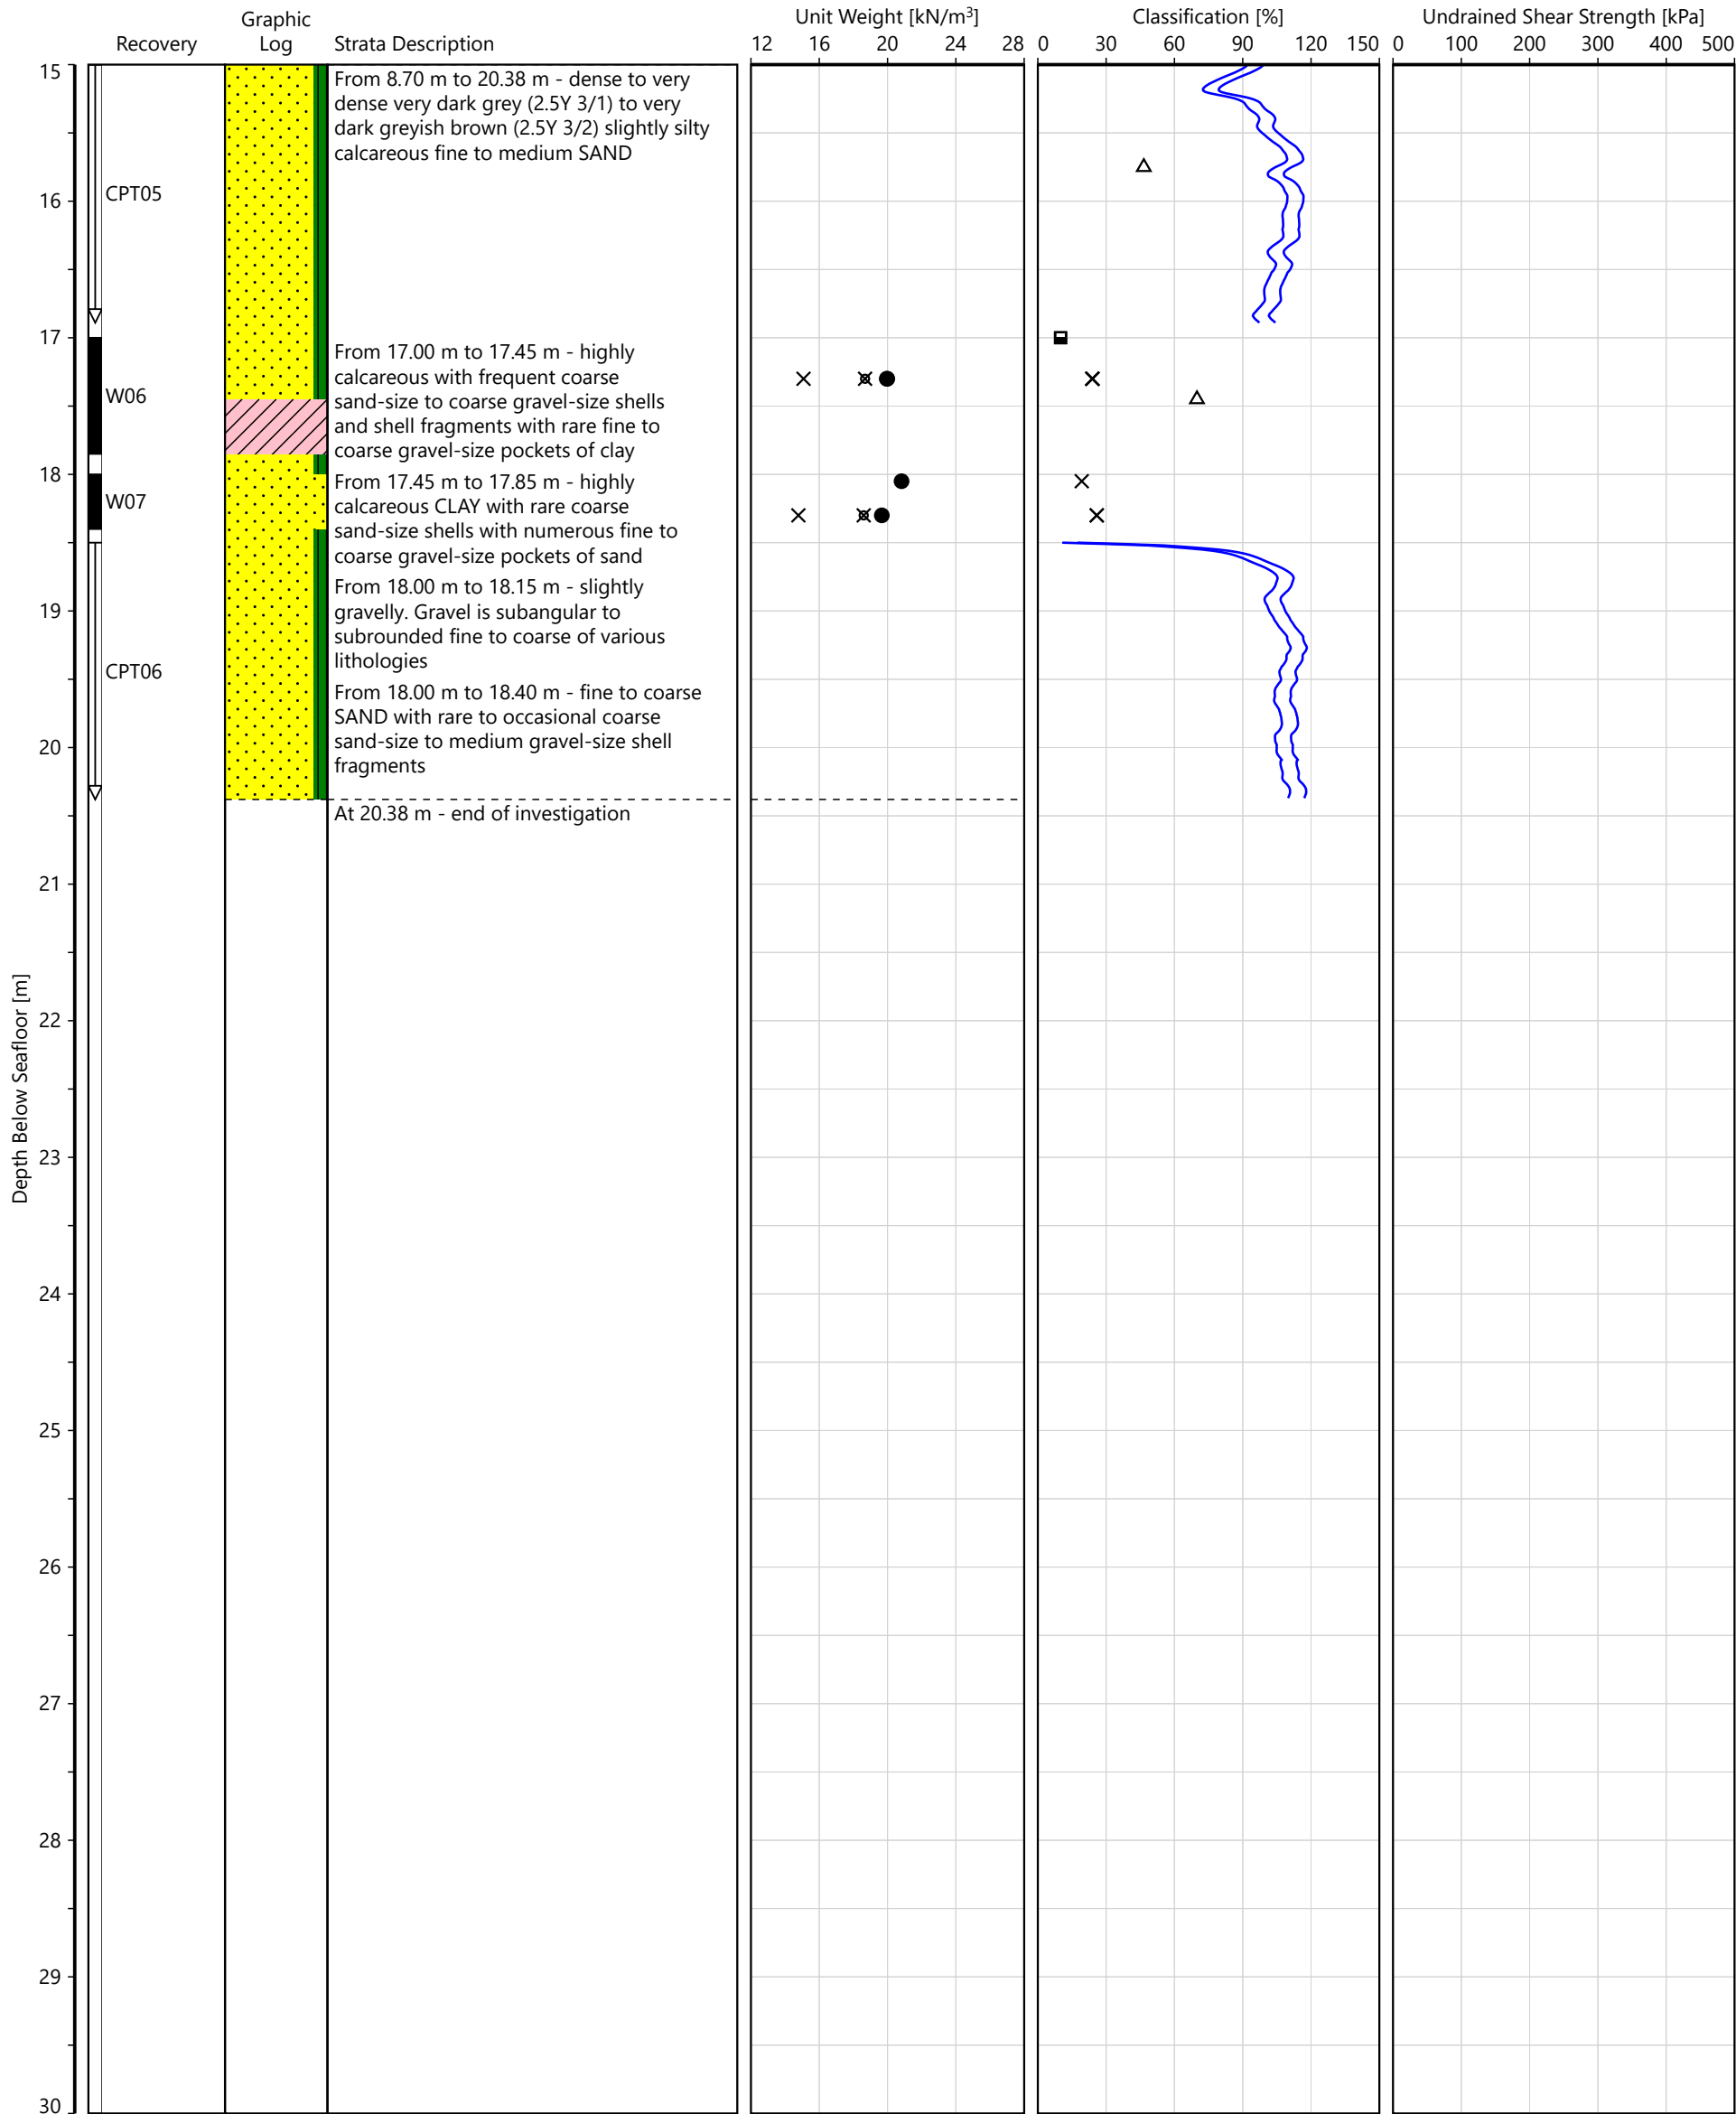 Recovery
Graphic
Log
Strata Description
Unit Weight [kN/m³]
12 16 20 24 28
Classification [%]
0 30 60 90 120 150
Undrained Shear Strength [kPa]
0 100 200 300 400 500
Depth Below Seafloor [m]
15
16
17
18
19
20
21
22
23
24
25
26
27
28
29
30
CPT05
W06
W07
CPT06
From 8.70 m to 20.38 m - dense to very
dense very dark grey (2.5Y 3/1) to very
dark greyish brown (2.5Y 3/2) slightly silty
calcareous fine to medium SAND
From 17.00 m to 17.45 m - highly
calcareous with frequent coarse
sand-size to coarse gravel-size shells
and shell fragments with rare fine to
coarse gravel-size pockets of clay
From 17.45 m to 17.85 m - highly
calcareous CLAY with rare coarse
sand-size shells with numerous fine to
coarse gravel-size pockets of sand
From 18.00 m to 18.15 m - slightly
gravelly. Gravel is subangular to
subrounded fine to coarse of various
lithologies
From 18.00 m to 18.40 m - fine to coarse
SAND with rare to occasional coarse
sand-size to medium gravel-size shell
fragments
At 20.38 m - end of investigation